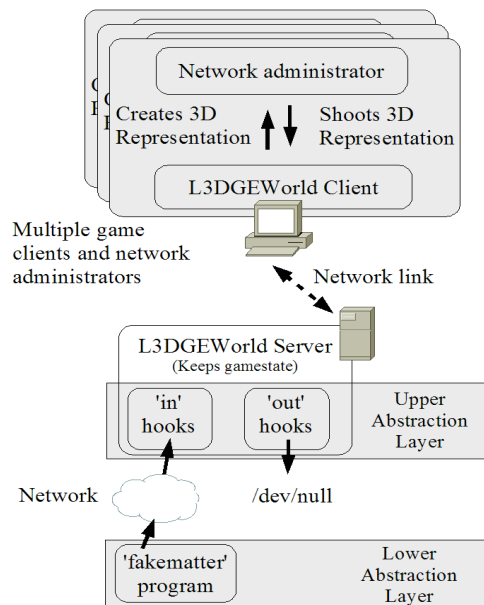 Network administrator
Creates 3D
Representation
Shoots 3D
Representation
L3DGEWorld Client
Multiple game
clients and network
administrators
Network link
L3DGEWorld Server
(Keeps gamestate)
'in'
hooks
'out'
hooks
Upper
Abstraction
Layer
Network
/dev/null
'fakematter'
program
Lower
Abstraction
Layer